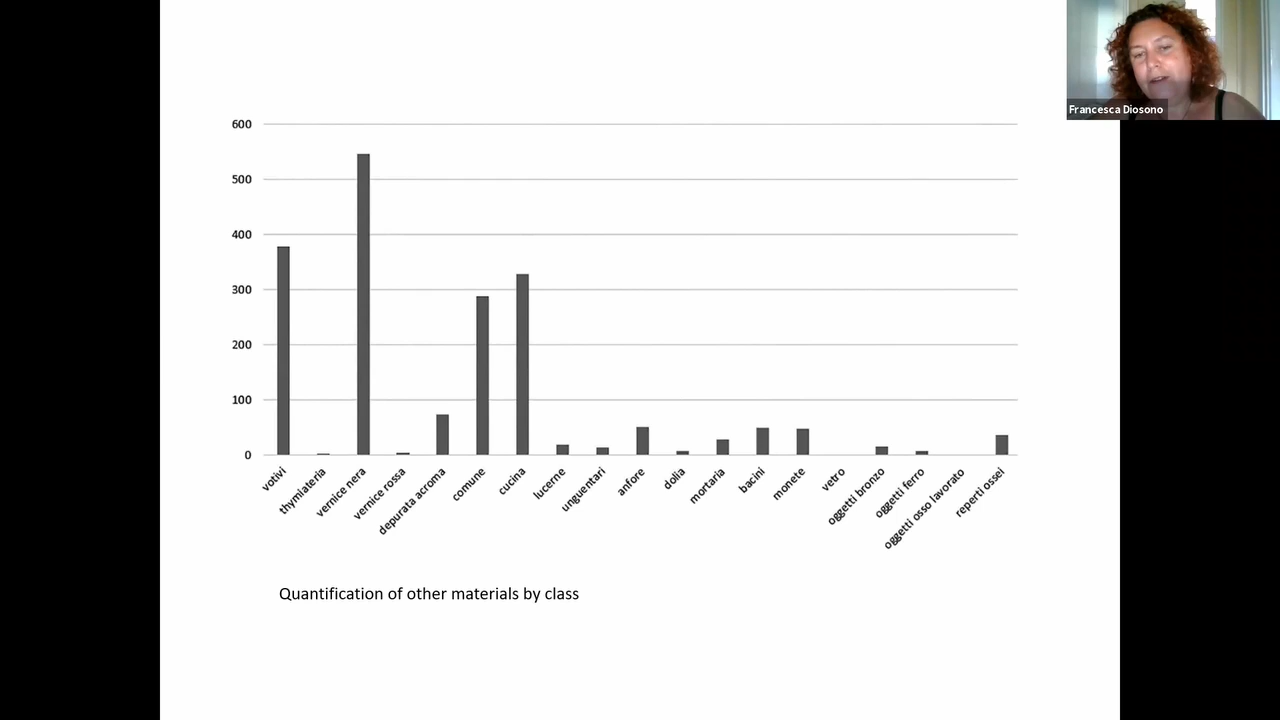 Francesca Diosono
600
500
400
300
200
100
0
votivi
thymiateria
vernice nera
vernice rossa
depurata acroma
comune
cucina
lucerne
unguentari
anfore
dolia
mortaria
bacini
monete
vetro
oggetti bronzo
oggetti ferro
oggetti osso lavorato
reperti ossei
Quantification of other materials by class